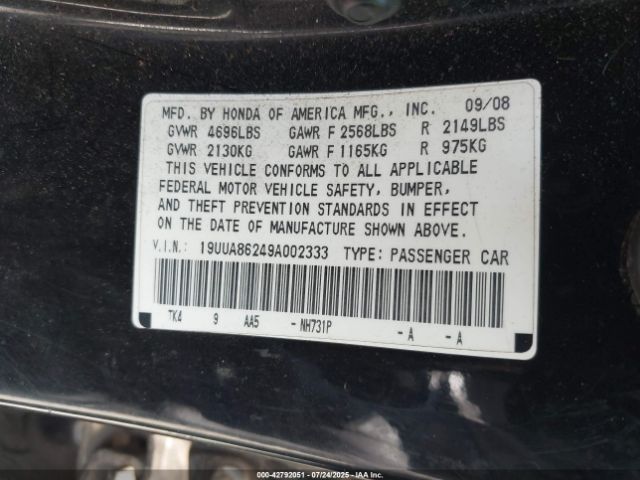 MFD. BY HONDA OF AMERICA MFG., INC. 09/08
GVWR 4696LBS GAWR F 2568LBS R 2149LBS
GVWR 2130KG GAWR F 1165KG R 975KG
THIS VEHICLE CONFORMS TO ALL APPLICABLE
FEDERAL MOTOR VEHICLE SAFETY, BUMPER,
AND THEFT PREVENTION STANDARDS IN EFFECT
ON THE DATE OF MANUFACTURE SHOWN ABOVE.
V.I.N.: 19UUA86249A002333 TYPE: PASSENGER CAR
TK4 9 AA5 -NH731P -A -A
000-42792051 - 07/24/2025 - IAAI.COM